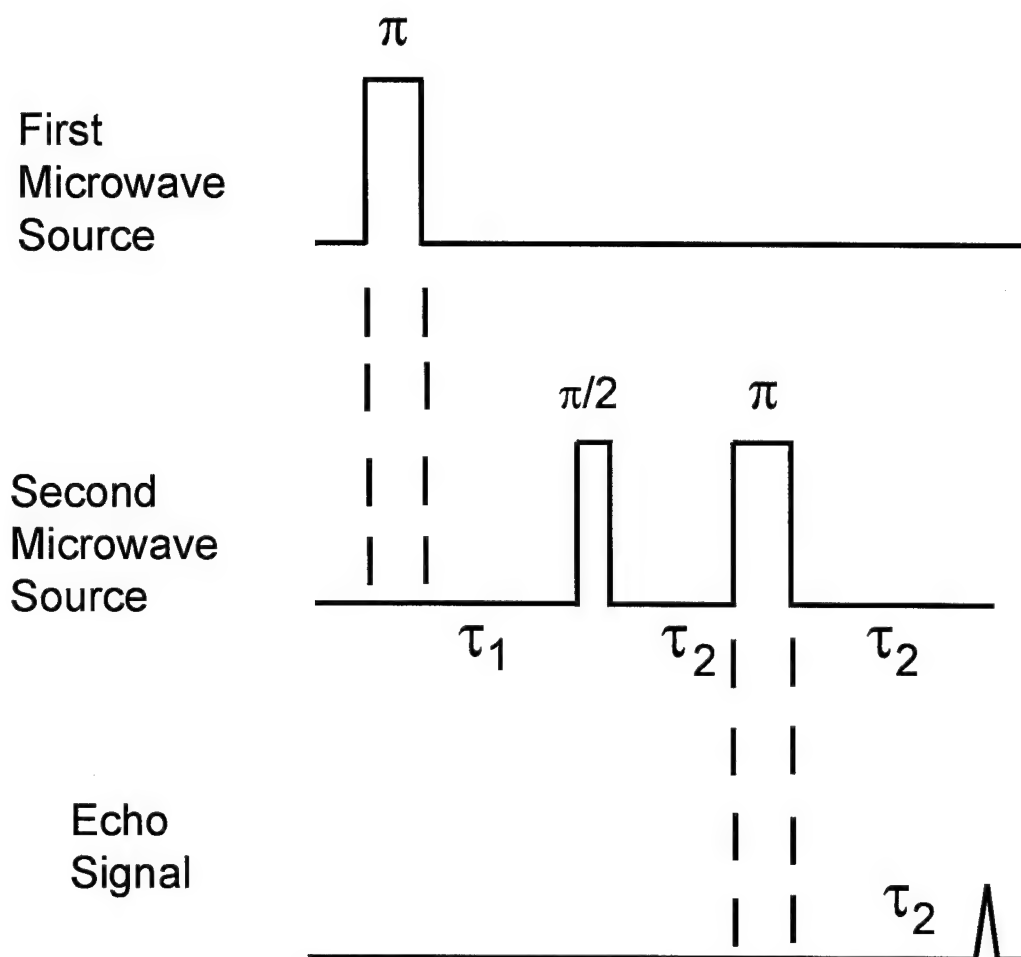 π
First
Microwave
Source
π/2 π
Second
Microwave
Source
τ₁ τ₂ τ₂
Echo
Signal
τ₂